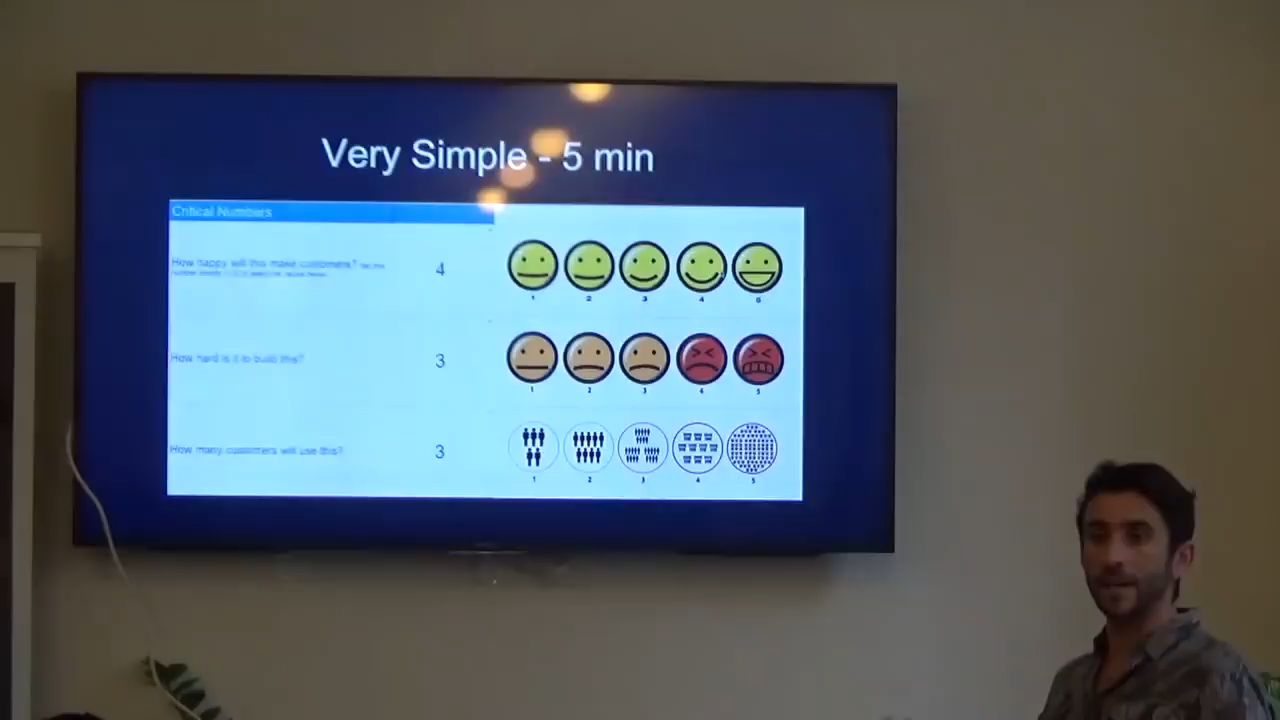 Very Simple - 5 min
Critical Numbers
How happy will this make customers?
4
1 2 3 4 5
How hard is it to build this?
3
1 2 3 4 5
How many customers will use this?
3
1 2 3 4 5